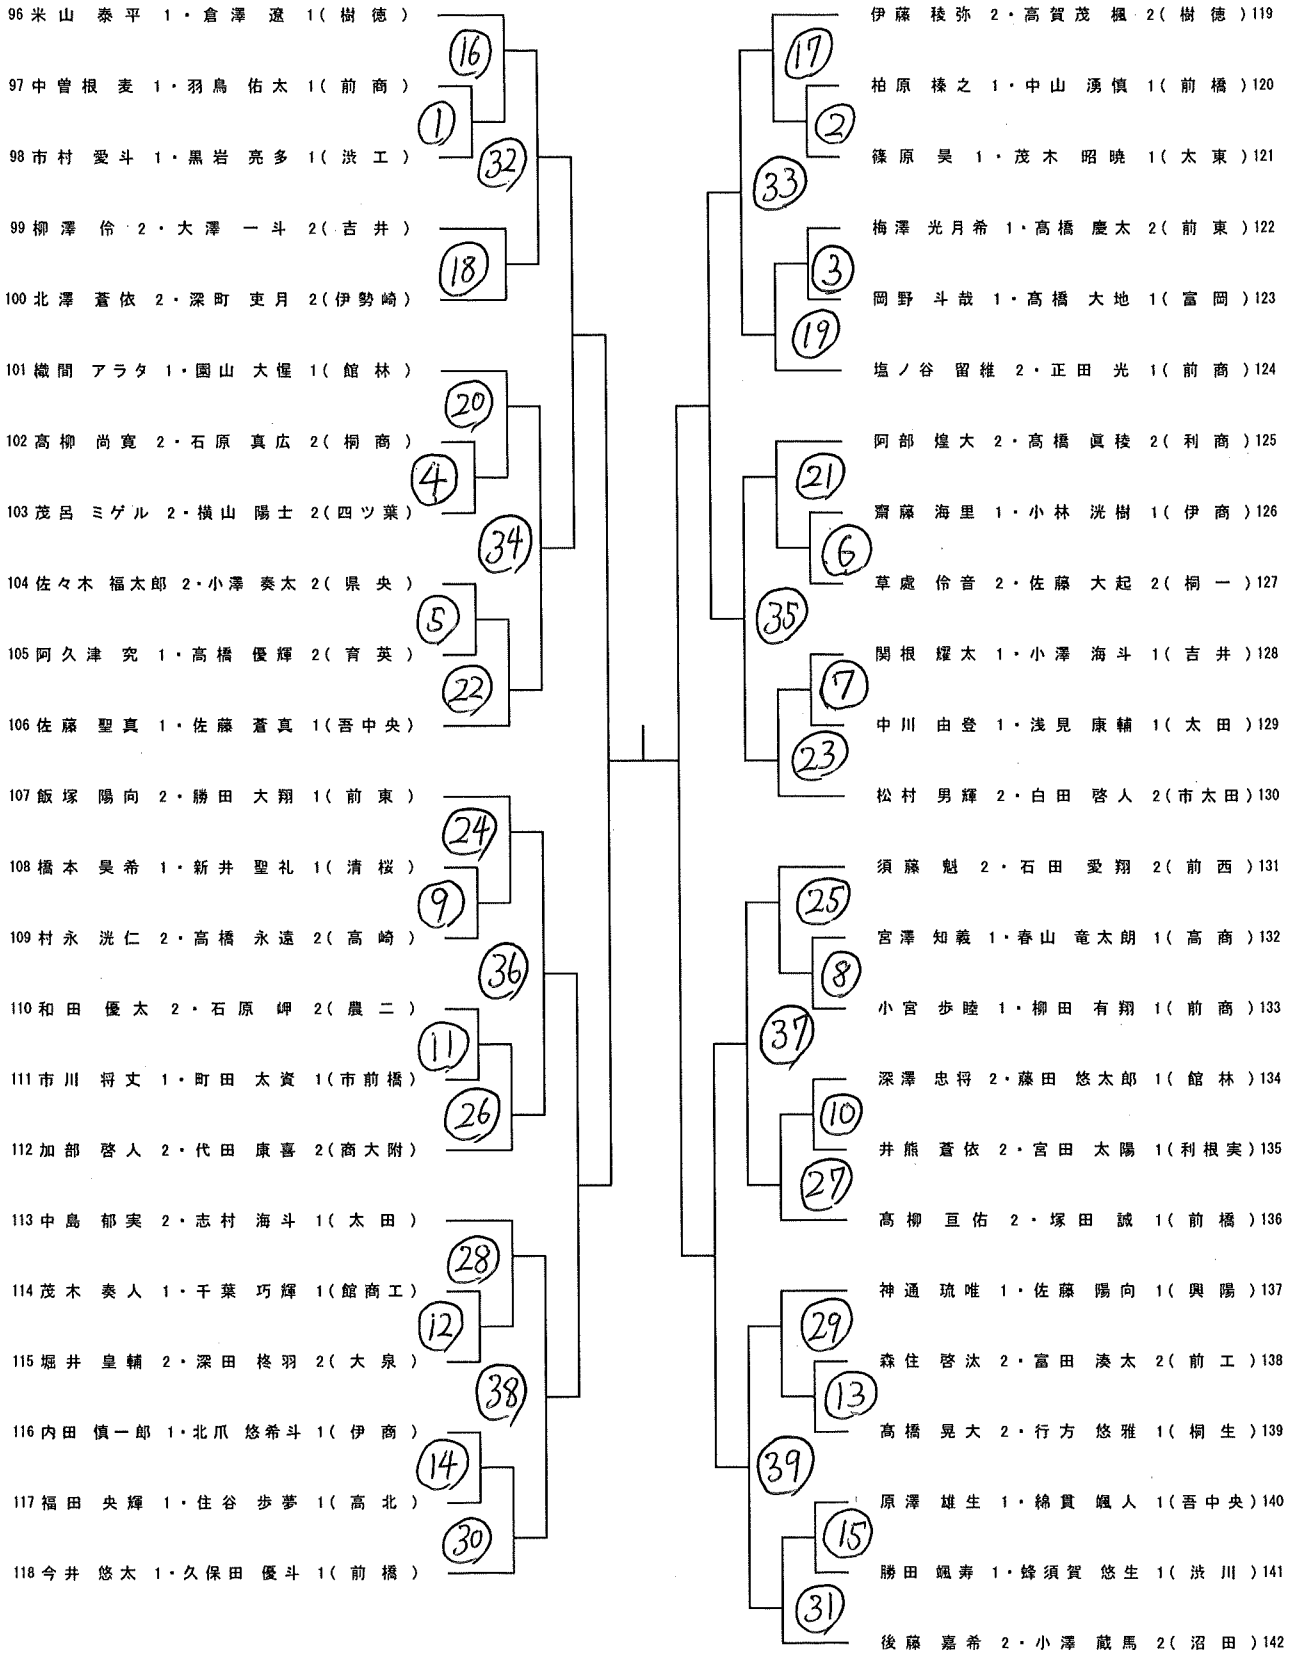 96 米山 泰平 1・倉澤 遼 1(樹徳)
97 中曽根 麦 1・羽鳥 佑太 1(前商)
98 市村 愛斗 1・黒岩 亮多 1(渋工)
99 柳澤 伶 2・大澤 一斗 2(吉井)
100 北澤 蒼依 2・深町 吏月 2(伊勢崎)
101 織間 アラタ 1・園山 大惺 1(館林)
102 高柳 尚寛 2・石原 真広 2(桐商)
103 茂呂 ミゲル 2・横山 陽士 2(四ツ葉)
104 佐々木 福太郎 2・小澤 奏太 2(県央)
105 阿久津 究 1・高橋 優輝 2(育英)
106 佐藤 聖真 1・佐藤 蒼真 1(吾中央)
107 飯塚 陽向 2・勝田 大翔 1(前東)
108 橋本 昊希 1・新井 聖礼 1(清桜)
109 村永 洸仁 2・高橋 永遠 2(高崎)
110 和田 優太 2・石原 岬 2(農二)
111 市川 将丈 1・町田 太資 1(市前橋)
112 加部 啓人 2・代田 康喜 2(商大附)
113 中島 郁実 2・志村 海斗 1(太田)
114 茂木 奏人 1・千葉 巧輝 1(館商工)
115 堀井 皇輔 2・深田 柊羽 2(大泉)
116 内田 慎一郎 1・北爪 悠希斗 1(伊商)
117 福田 央輝 1・住谷 歩夢 1(高北)
118 今井 悠太 1・久保田 優斗 1(前橋)
16
1
32
18
20
4
34
5
22
24
9
36
11
26
28
12
38
14
30
17
2
33
3
19
21
6
35
7
23
25
8
37
10
27
29
13
39
15
31
伊藤 稜弥 2・高賀茂 楓 2(樹徳)119
柏原 榛之 1・中山 湧慎 1(前橋)120
篠原 昊 1・茂木 昭暁 1(太東)121
梅澤 光月希 1・高橋 慶太 2(前東)122
岡野 斗哉 1・高橋 大地 1(富岡)123
塩ノ谷 留維 2・正田 光 1(前商)124
阿部 煌大 2・高橋 眞稜 2(利商)125
齋藤 海里 1・小林 洸樹 1(伊商)126
草處 伶音 2・佐藤 大起 2(桐一)127
関根 耀太 1・小澤 海斗 1(吉井)128
中川 由登 1・浅見 康輔 1(太田)129
松村 男輝 2・白田 啓人 2(市太田)130
須藤 魁 2・石田 愛翔 2(前西)131
宮澤 知義 1・春山 竜太朗 1(高商)132
小宮 歩睦 1・柳田 有翔 1(前商)133
深澤 忠将 2・藤田 悠太郎 1(館林)134
井熊 蒼依 2・宮田 太陽 1(利根実)135
髙柳 亘佑 2・塚田 誠 1(前橋)136
神通 琉唯 1・佐藤 陽向 1(興陽)137
森住 啓汰 2・富田 湊太 2(前工)138
髙橋 晃大 2・行方 悠雅 1(桐生)139
原澤 雄生 1・綿貫 颯人 1(吾中央)140
勝田 颯寿 1・蜂須賀 悠生 1(渋川)141
後藤 嘉希 2・小澤 蔵馬 2(沼田)142